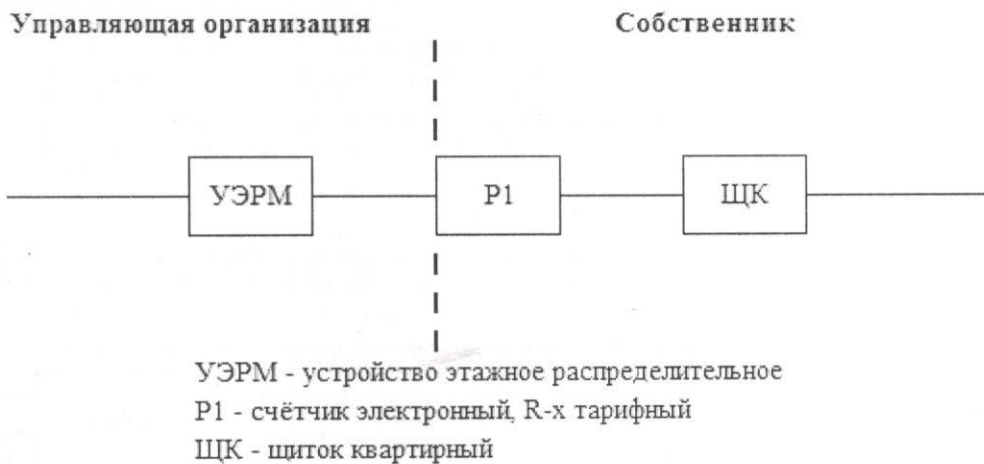 Управляющая организация
Собственник
УЭРМ
Р1
ЩК
УЭРМ - устройство этажное распределительное
Р1 - счётчик электронный, R-х тарифный
ЩК - щиток квартирный